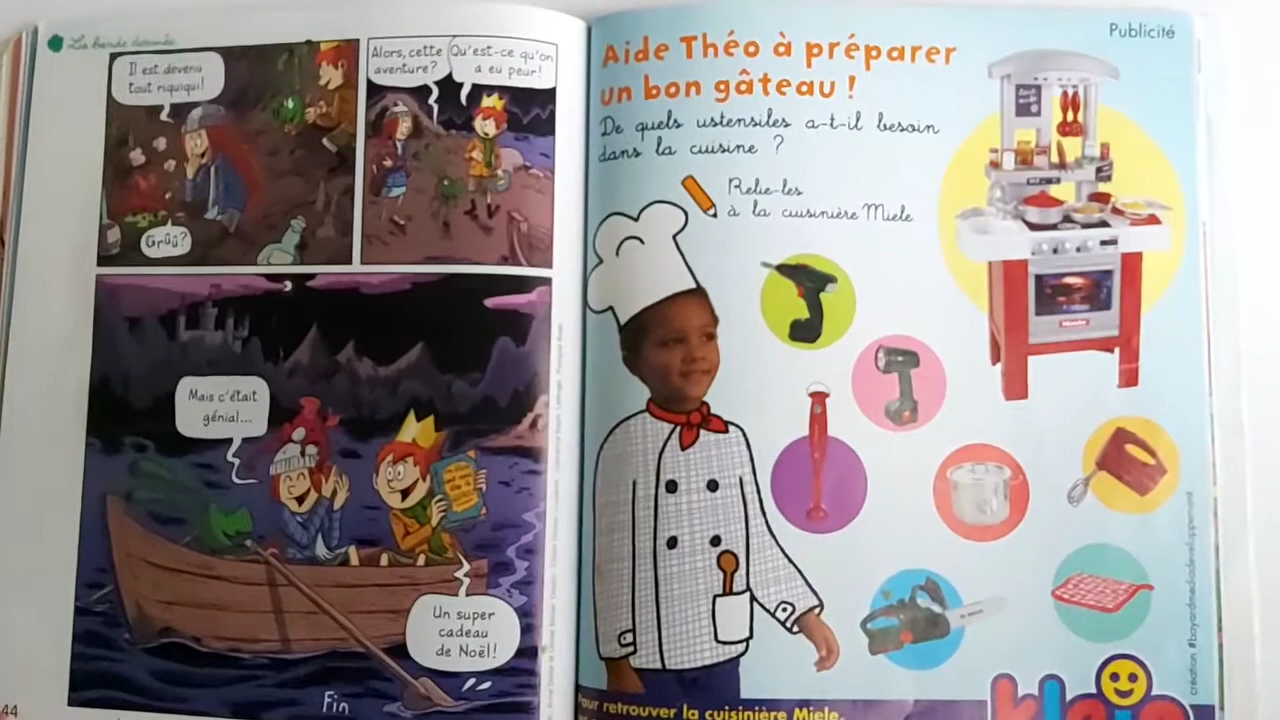 La bande dessinée
Il est devenu
tout riquiqui!
Grûû?
Alors, cette
aventure?
Qu'est-ce qu'on
a eu peur!
Mais c'était
génial...
Un super
cadeau
de Noël!
Fin
44
Publicité
Aide Théo à préparer
un bon gâteau !
De quels ustensiles a-t-il besoin
dans la cuisine ?
Relie-les
à la cuisinière Miele
Miele
création #bayardmediadeveloppement
Pour retrouver la cuisinière Miele,
klein